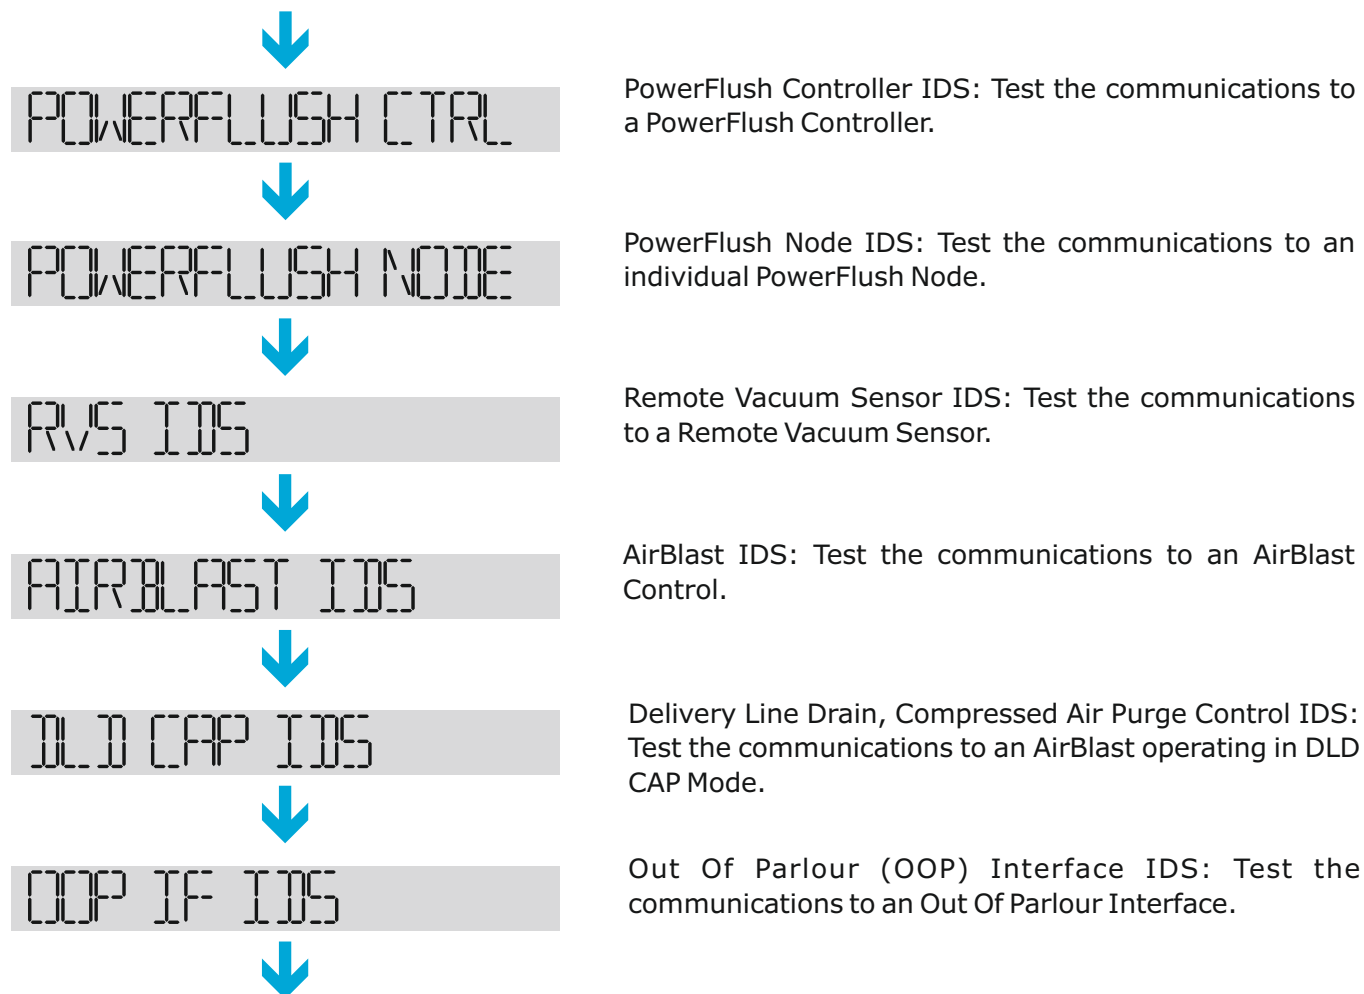 POWERFLUSH CTRL
PowerFlush Controller IDS: Test the communications to
a PowerFlush Controller.
POWERFLUSH NODE
PowerFlush Node IDS: Test the communications to an
individual PowerFlush Node.
RVS IDS
Remote Vacuum Sensor IDS: Test the communications
to a Remote Vacuum Sensor.
AIRBLAST IDS
AirBlast IDS: Test the communications to an AirBlast
Control.
DLD CAP IDS
Delivery Line Drain, Compressed Air Purge Control IDS:
Test the communications to an AirBlast operating in DLD
CAP Mode.
OOP IF IDS
Out Of Parlour (OOP) Interface IDS: Test the
communications to an Out Of Parlour Interface.